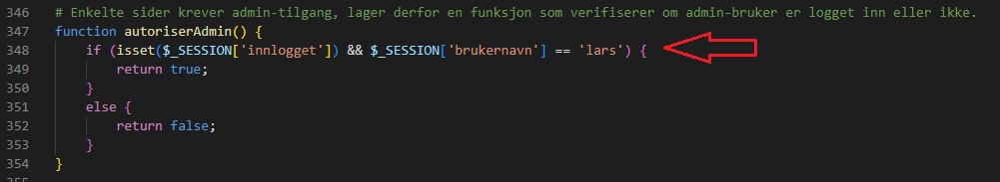 346 # Enkelte sider krever admin-tilgang, lager derfor en funksjon som verifiserer om admin-bruker er logget inn eller ikke.
347 function autoriserAdmin() {
348 if (isset($_SESSION['innlogget']) && $_SESSION['brukernavn'] == 'lars') {
349 return true;
350 }
351 else {
352 return false;
353 }
354 }
355